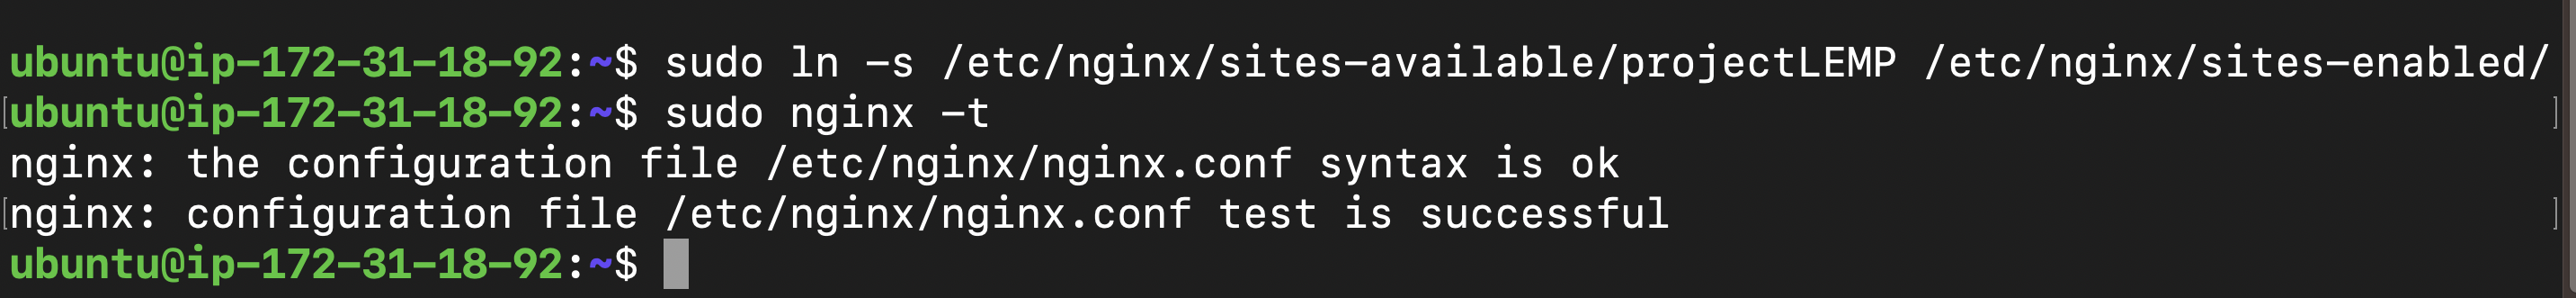 ubuntu@ip-172-31-18-92:~$ sudo ln -s /etc/nginx/sites-available/projectLEMP /etc/nginx/sites-enabled/
[ubuntu@ip-172-31-18-92:~$ sudo nginx -t ]
nginx: the configuration file /etc/nginx/nginx.conf syntax is ok
[nginx: configuration file /etc/nginx/nginx.conf test is successful ]
ubuntu@ip-172-31-18-92:~$